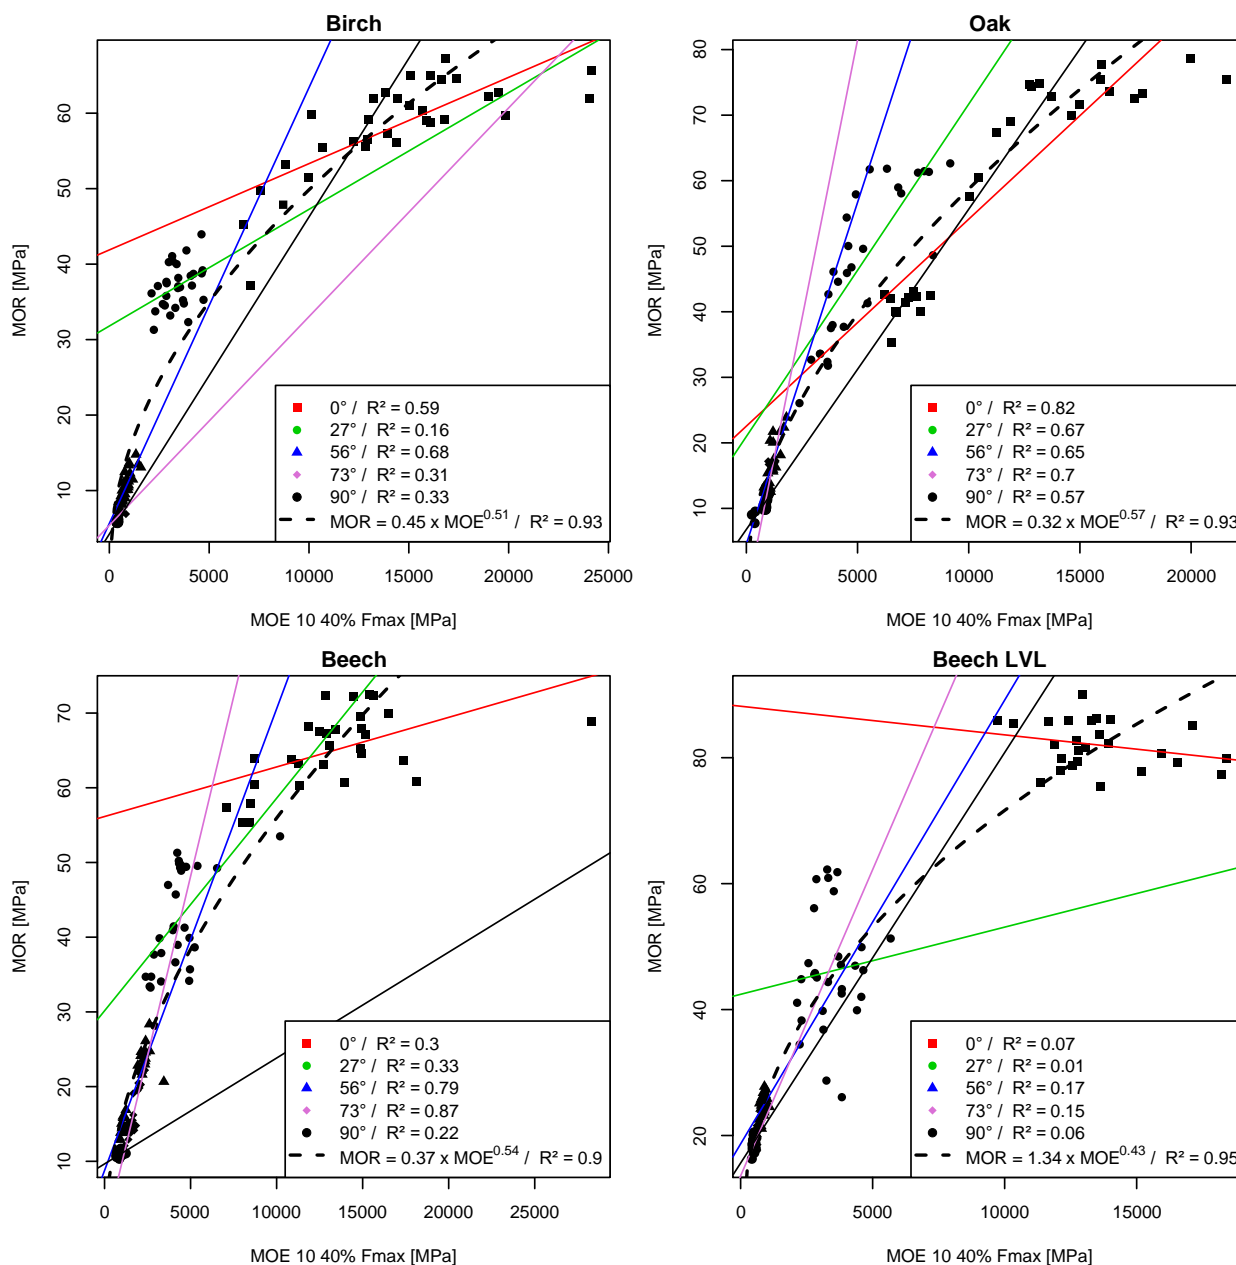 Birch
MOR [MPa]
60
50
40
30
20
10
0° / R² = 0.59
27° / R² = 0.16
56° / R² = 0.68
73° / R² = 0.31
90° / R² = 0.33
MOR = 0.45 x MOE^0.51 / R² = 0.93
0 5000 10000 15000 20000 25000
MOE 10 40% Fmax [MPa]
Oak
MOR [MPa]
80
70
60
50
40
30
20
10
0° / R² = 0.82
27° / R² = 0.67
56° / R² = 0.65
73° / R² = 0.7
90° / R² = 0.57
MOR = 0.32 x MOE^0.57 / R² = 0.93
0 5000 10000 15000 20000
MOE 10 40% Fmax [MPa]
Beech
MOR [MPa]
70
60
50
40
30
20
10
0° / R² = 0.3
27° / R² = 0.33
56° / R² = 0.79
73° / R² = 0.87
90° / R² = 0.22
MOR = 0.37 x MOE^0.54 / R² = 0.9
0 5000 10000 15000 20000 25000
MOE 10 40% Fmax [MPa]
Beech LVL
MOR [MPa]
80
60
40
20
0° / R² = 0.07
27° / R² = 0.01
56° / R² = 0.17
73° / R² = 0.15
90° / R² = 0.06
MOR = 1.34 x MOE^0.43 / R² = 0.95
0 5000 10000 15000
MOE 10 40% Fmax [MPa]